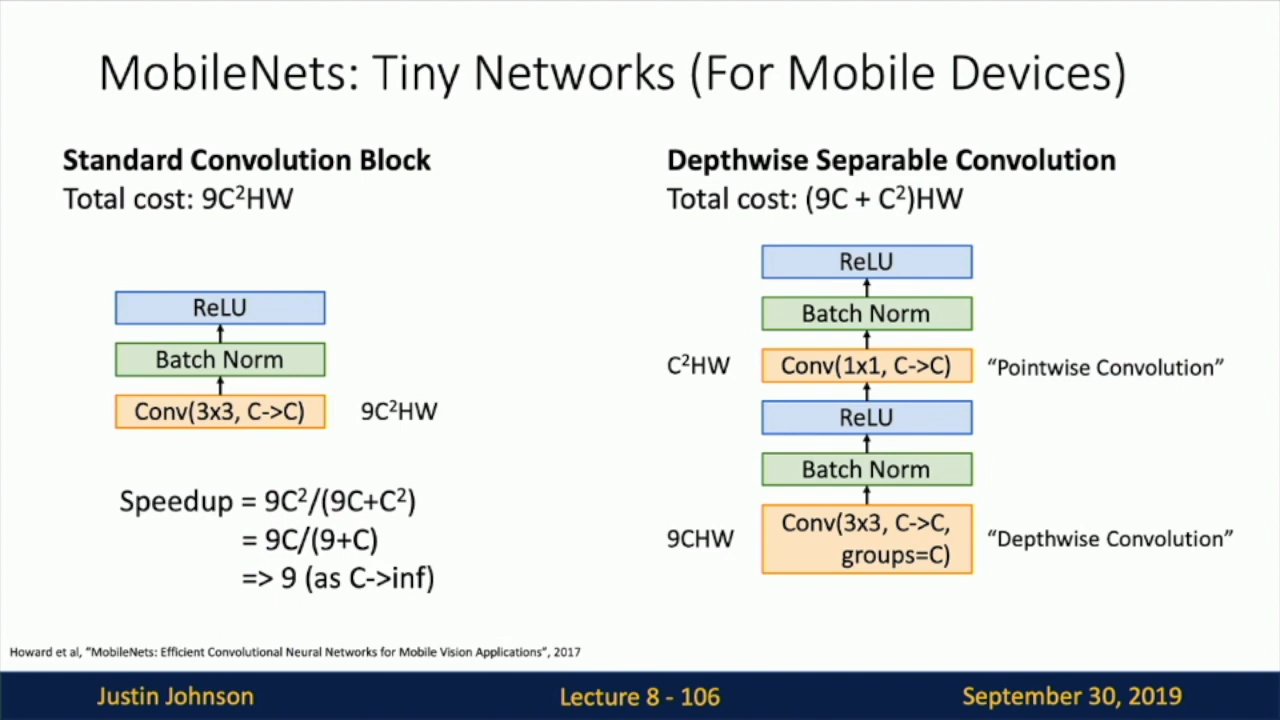 MobileNets: Tiny Networks (For Mobile Devices)
Standard Convolution Block
Total cost: 9C²HW
ReLU
Batch Norm
Conv(3x3, C->C)
9C²HW
Speedup = 9C²/(9C+C²)
= 9C/(9+C)
=> 9 (as C->inf)
Depthwise Separable Convolution
Total cost: (9C + C²)HW
ReLU
Batch Norm
C²HW
Conv(1x1, C->C)
“Pointwise Convolution”
ReLU
Batch Norm
9CHW
Conv(3x3, C->C,
groups=C)
“Depthwise Convolution”
Howard et al, “MobileNets: Efficient Convolutional Neural Networks for Mobile Vision Applications”, 2017
Justin Johnson
Lecture 8 - 106
September 30, 2019